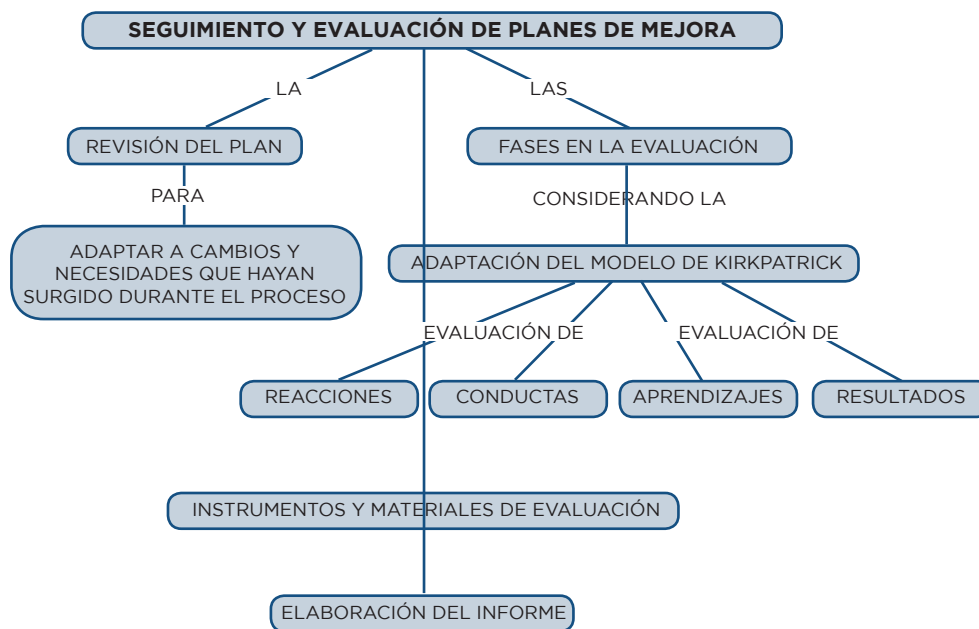 SEGUIMIENTO Y EVALUACIÓN DE PLANES DE MEJORA
LA
LAS
REVISIÓN DEL PLAN
FASES EN LA EVALUACIÓN
PARA
CONSIDERANDO LA
ADAPTAR A CAMBIOS Y
NECESIDADES QUE HAYAN
SURGIDO DURANTE EL PROCESO
ADAPTACIÓN DEL MODELO DE KIRKPATRICK
EVALUACIÓN DE
EVALUACIÓN DE
REACCIONES
CONDUCTAS
APRENDIZAJES
RESULTADOS
INSTRUMENTOS Y MATERIALES DE EVALUACIÓN
ELABORACIÓN DEL INFORME